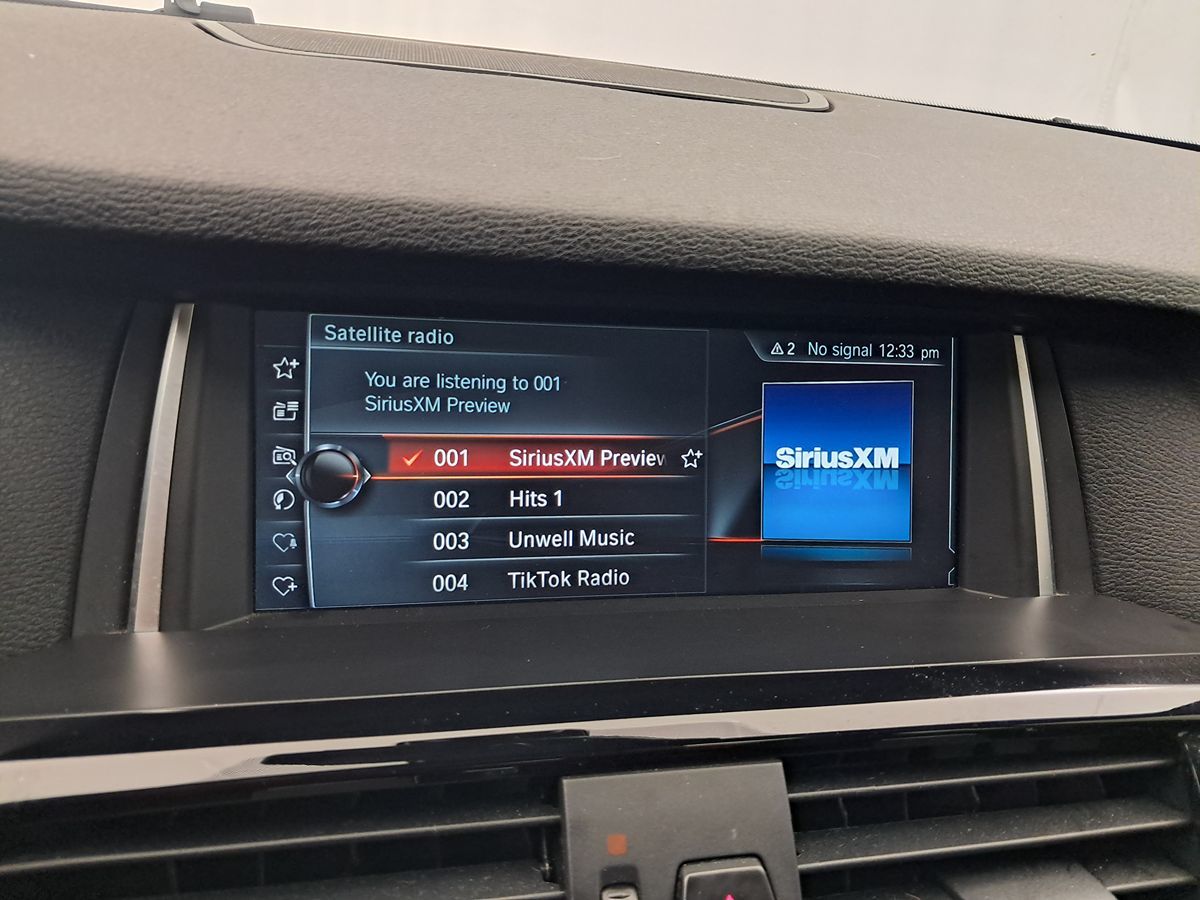 Satellite radio
2 No signal 12:33 pm
You are listening to 001
SiriusXM Preview
001 SiriusXM Preview
002 Hits 1
003 Unwell Music
004 TikTok Radio
SiriusXM